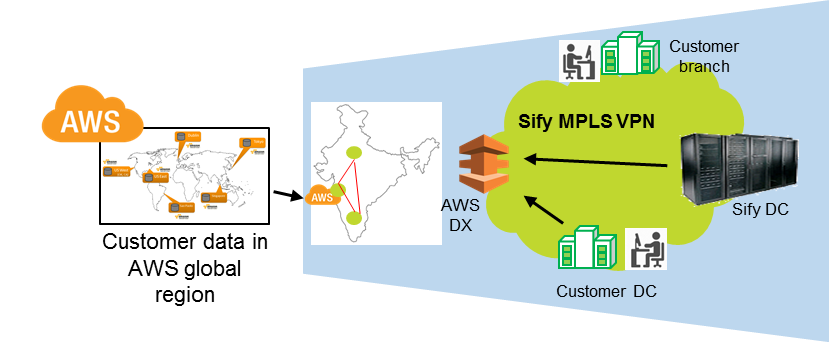 AWS
Customer data in
AWS global
region
AWS
AWS
DX
Sify MPLS VPN
Customer
branch
Sify DC
Customer DC